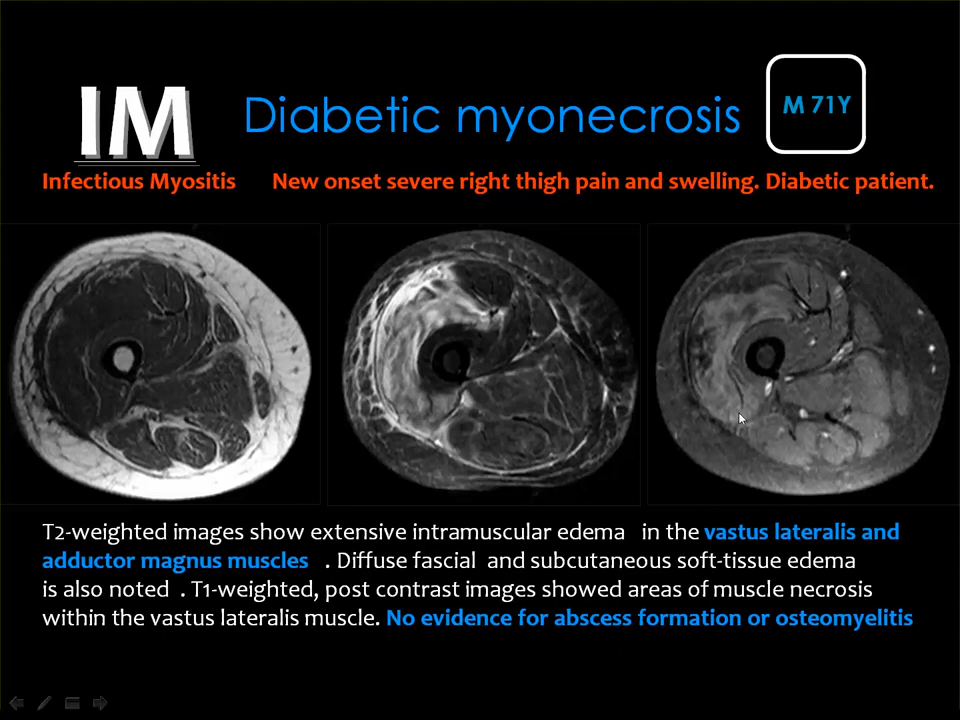 IM
Diabetic myonecrosis
M 71Y
Infectious Myositis
New onset severe right thigh pain and swelling. Diabetic patient.
T2-weighted images show extensive intramuscular edema in the vastus lateralis and
adductor magnus muscles . Diffuse fascial and subcutaneous soft-tissue edema
is also noted . T1-weighted, post contrast images showed areas of muscle necrosis
within the vastus lateralis muscle. No evidence for abscess formation or osteomyelitis